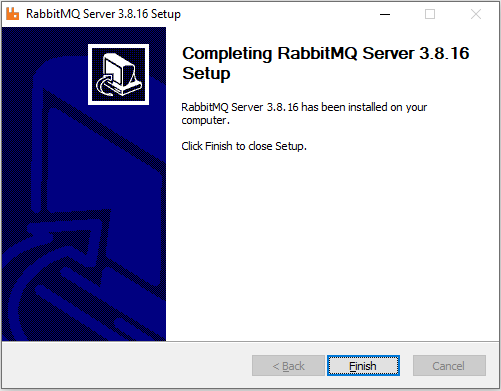 RabbitMQ Server 3.8.16 Setup
Completing RabbitMQ Server 3.8.16
Setup
RabbitMQ Server 3.8.16 has been installed on your
computer.
Click Finish to close Setup.
< Back
Finish
Cancel